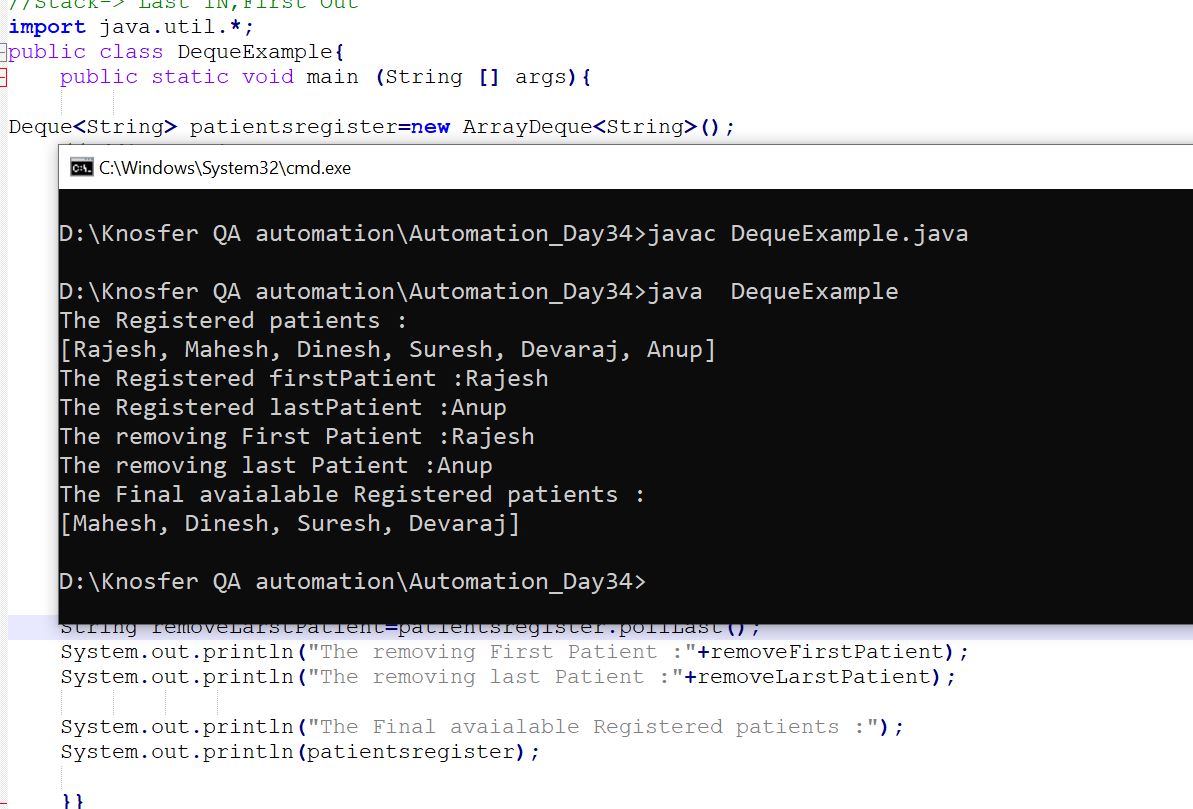 //Stack-> Last IN,First Out
import java.util.*;
public class DequeExample{
public static void main (String [] args){
Deque<String> patientsregister=new ArrayDeque<String>();
C:\Windows\System32\cmd.exe
D:\Knosfer QA automation\Automation_Day34>javac DequeExample.java
D:\Knosfer QA automation\Automation_Day34>java  DequeExample
The Registered patients :
[Rajesh, Mahesh, Dinesh, Suresh, Devaraj, Anup]
The Registered firstPatient :Rajesh
The Registered lastPatient :Anup
The removing First Patient :Rajesh
The removing last Patient :Anup
The Final avaialable Registered patients :
[Mahesh, Dinesh, Suresh, Devaraj]
D:\Knosfer QA automation\Automation_Day34>
String removeLarstPatient=patientsregister.pollLast();
System.out.println("The removing First Patient :"+removeFirstPatient);
System.out.println("The removing last Patient :"+removeLarstPatient);
System.out.println("The Final avaialable Registered patients :");
System.out.println(patientsregister);
}}